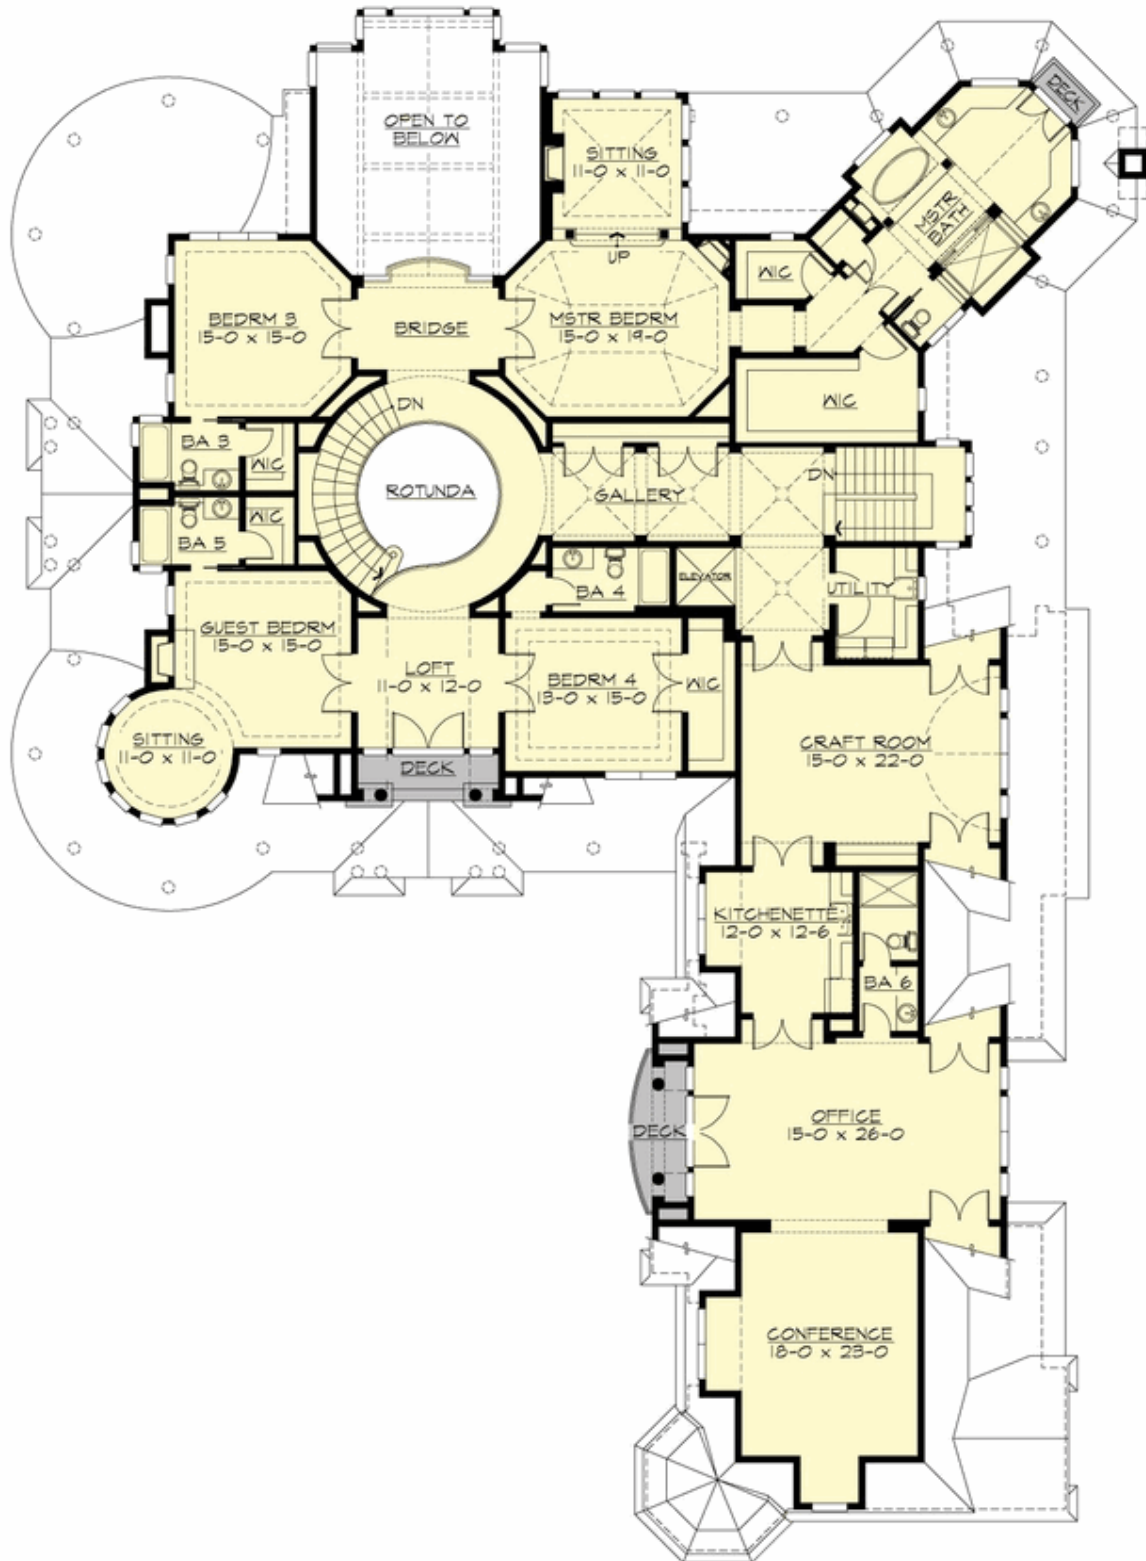 OPEN TO
BELOW
SITTING
11-0 x 11-0
DECK
MSTR
BATH
UP
WIC
BEDRM 3
15-0 x 15-0
BRIDGE
MSTR BEDRM
15-0 x 19-0
WIC
DN
BA 3
WIC
ROTUNDA
GALLERY
DN
WIC
BA 5
BA 4
ELEVATOR
UTILITY
GUEST BEDRM
15-0 x 15-0
LOFT
11-0 x 12-0
BEDRM 4
13-0 x 15-0
WIC
SITTING
11-0 x 11-0
DECK
CRAFT ROOM
15-0 x 22-0
KITCHENETTE
12-0 x 12-6
BA 6
OFFICE
15-0 x 26-0
DECK
CONFERENCE
18-0 x 23-0